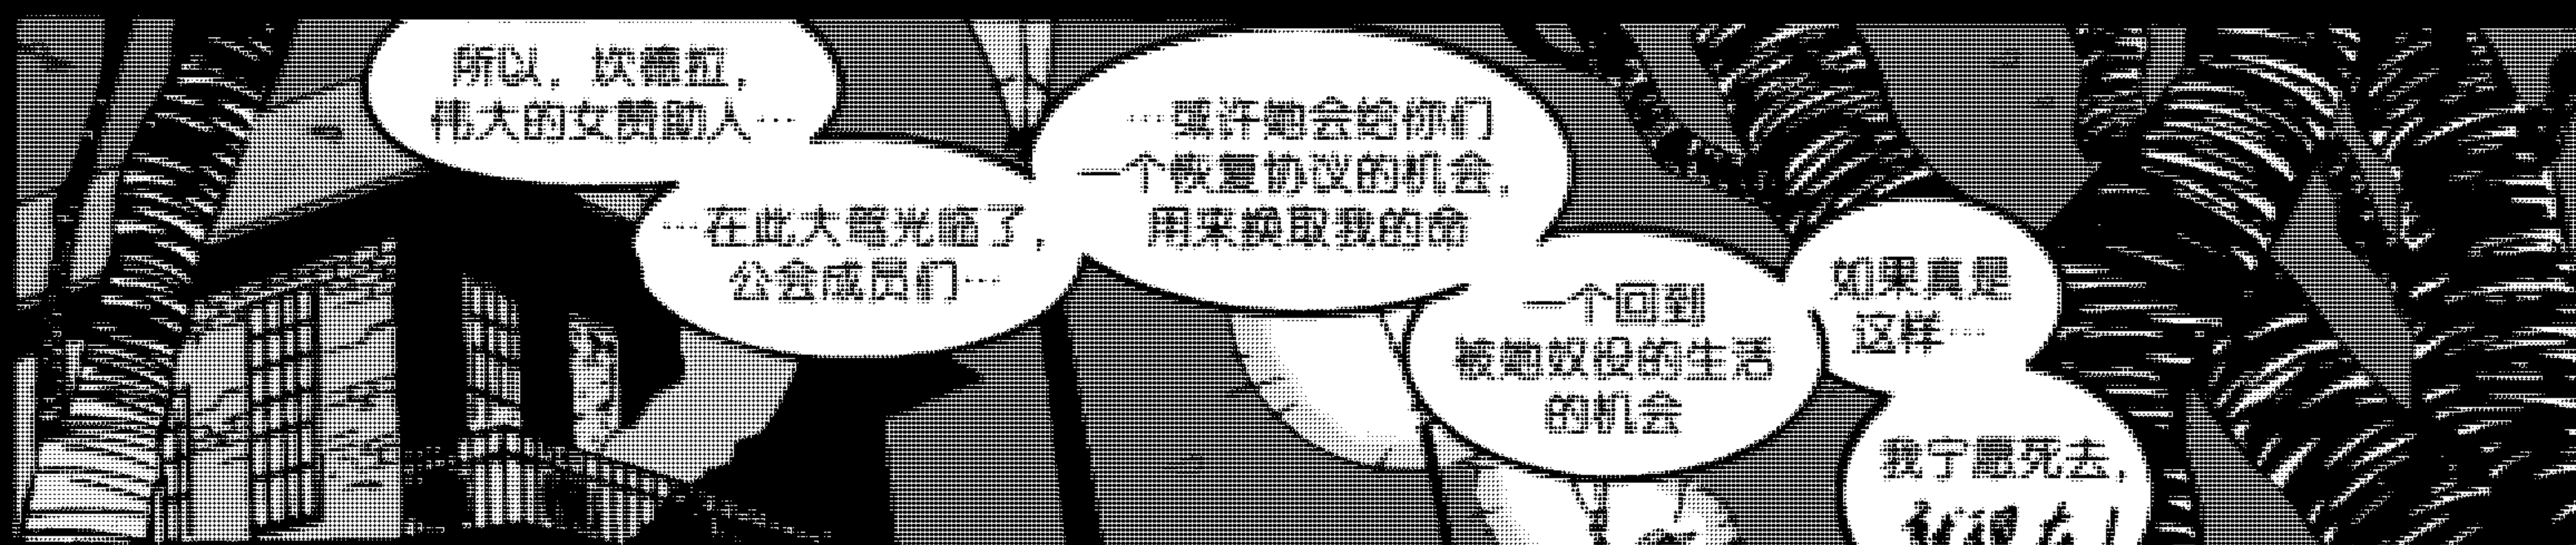 所以，坎蒂拉，
伟大的女赞助人…
…在此大驾光临了，
公会成员们…
…或许她会给你们
一个恢复协议的机会，
用来换取我的命
一个回到
被她奴役的生活
的机会
如果真是
这样…
我宁愿死去，